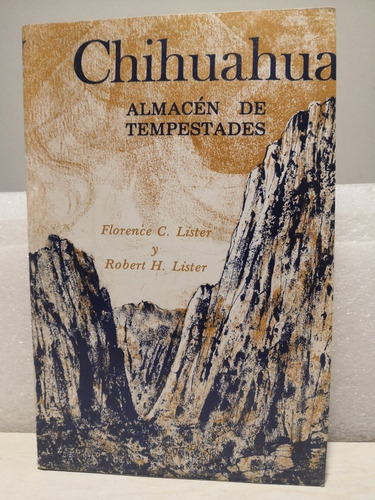 Chihuahua
ALMACÉN DE
TEMPESTADES
Florence C. Lister
y
Robert H. Lister